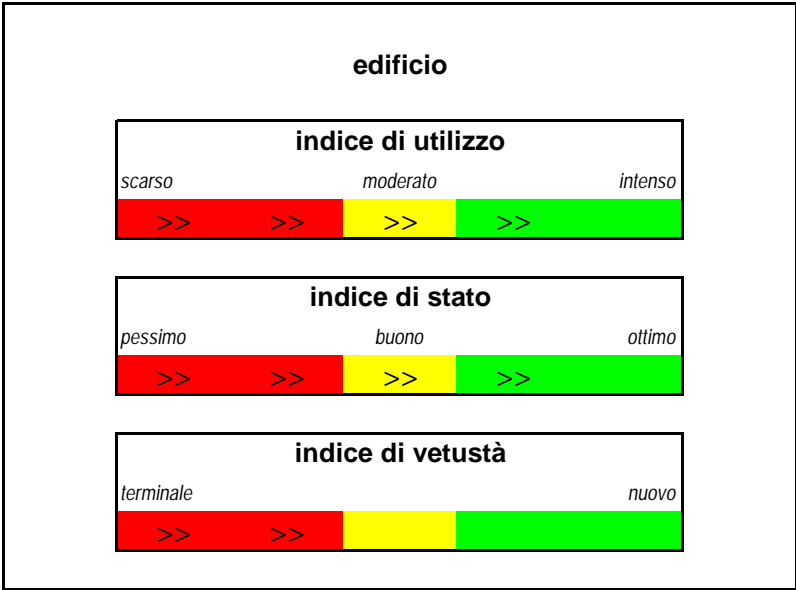 edificio
indice di utilizzo
scarso moderato intenso
>> >> >> >>
indice di stato
pessimo buono ottimo
>> >> >> >>
indice di vetustà
terminale nuovo
>> >>